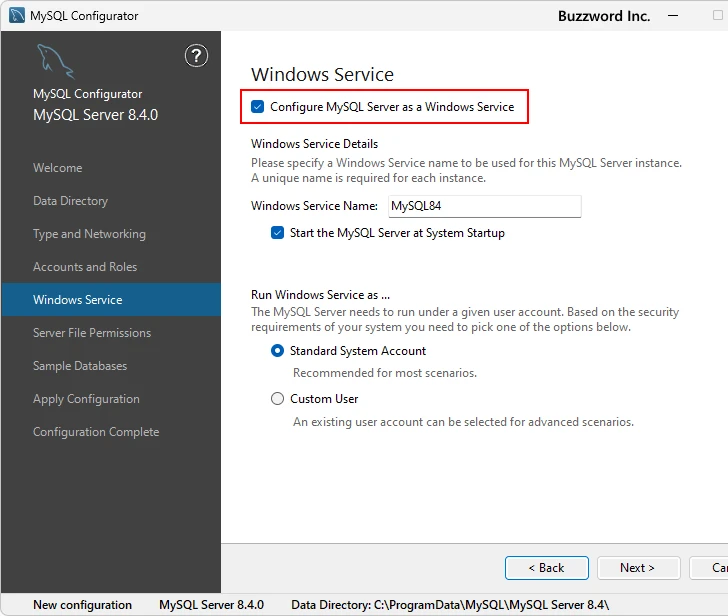 MySQL Configurator
Buzzword Inc.
?
MySQL Configurator
MySQL Server 8.4.0
Welcome
Data Directory
Type and Networking
Accounts and Roles
Windows Service
Server File Permissions
Sample Databases
Apply Configuration
Configuration Complete
Windows Service
Configure MySQL Server as a Windows Service
Windows Service Details
Please specify a Windows Service name to be used for this MySQL Server instance.
A unique name is required for each instance.
Windows Service Name: MySQL84
Start the MySQL Server at System Startup
Run Windows Service as ...
The MySQL Server needs to run under a given user account. Based on the security
requirements of your system you need to pick one of the options below.
Standard System Account
Recommended for most scenarios.
Custom User
An existing user account can be selected for advanced scenarios.
< Back Next >
New configuration MySQL Server 8.4.0 Data Directory: C:\ProgramData\MySQL\MySQL Server 8.4\